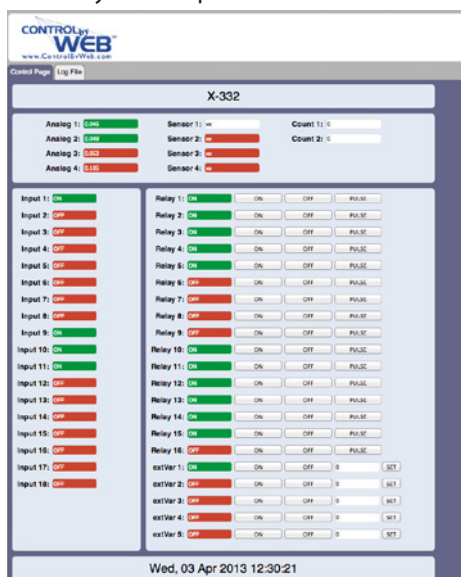 CONTROL by
WEB
www.ControlByWeb.com
Control Page Log File
X-332
Analog 1: 0.046 Sensor 1: xx Count 1: 0
Analog 2: Sensor 2: xx Count 2: 0
Analog 3: Sensor 3: xx
Analog 4: Sensor 4: xx
Input 1: ON Relay 1: ON ON OFF PULSE
Input 2: OFF Relay 2: ON ON OFF PULSE
Input 3: OFF Relay 3: ON ON OFF PULSE
Input 4: OFF Relay 4: ON ON OFF PULSE
Input 5: OFF Relay 5: ON ON OFF PULSE
Input 6: OFF Relay 6: OFF ON OFF PULSE
Input 7: OFF Relay 7: OFF ON OFF PULSE
Input 8: OFF Relay 8: OFF ON OFF PULSE
Input 9: ON Relay 9: OFF ON OFF PULSE
Input 10: ON Relay 10: ON ON OFF PULSE
Input 11: ON Relay 11: ON ON OFF PULSE
Input 12: OFF Relay 12: ON ON OFF PULSE
Input 13: OFF Relay 13: ON ON OFF PULSE
Input 14: OFF Relay 14: ON ON OFF PULSE
Input 15: OFF Relay 15: ON ON OFF PULSE
Input 16: OFF Relay 16: OFF ON OFF PULSE
Input 17: OFF extVar 1: ON ON OFF 0 SET
Input 18: OFF extVar 2: OFF ON OFF 0 SET
extVar 3: OFF ON OFF 0 SET
extVar 4: OFF ON OFF 0 SET
extVar 5: OFF ON OFF 0 SET
Wed, 03 Apr 2013 12:30:21